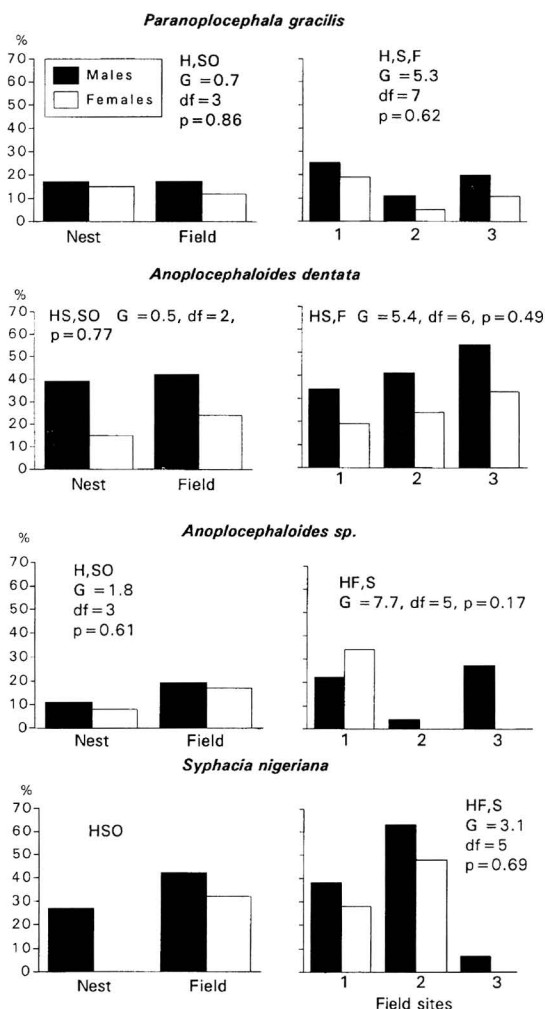 Paranoplocephala gracilis
%
70
60
50
40
30
20
10
0
Males
Females
H,SO
G = 0.7
df = 3
p = 0.86
Nest Field
H,S,F
G = 5.3
df = 7
p = 0.62
1 2 3
Anoplocephaloides dentata
%
70
60
50
40
30
20
10
0
HS,SO G = 0.5, df = 2,
p = 0.77
Nest Field
HS,F G = 5.4, df = 6, p = 0.49
1 2 3
Anoplocephaloides sp.
%
70
60
50
40
30
20
10
0
H,SO
G = 1.8
df = 3
p = 0.61
Nest Field
HF,S
G = 7.7, df = 5, p = 0.17
1 2 3
Syphacia nigeriana
%
70
60
50
40
30
20
10
0
HSO
Nest Field
HF,S
G = 3.1
df = 5
p = 0.69
1 2 3
Field sites